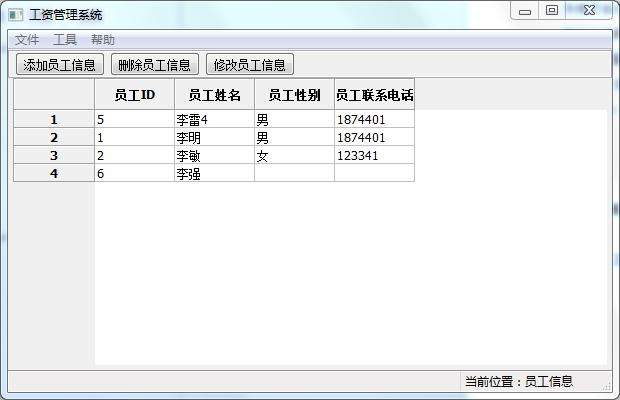 工资管理系统
文件 工具 帮助
添加员工信息 删除员工信息 修改员工信息
员工ID 员工姓名 员工性别 员工联系电话
1 5 李雷4 男 1874401
2 1 李明 男 1874401
3 2 李敏 女 123341
4 6 李强
当前位置：员工信息